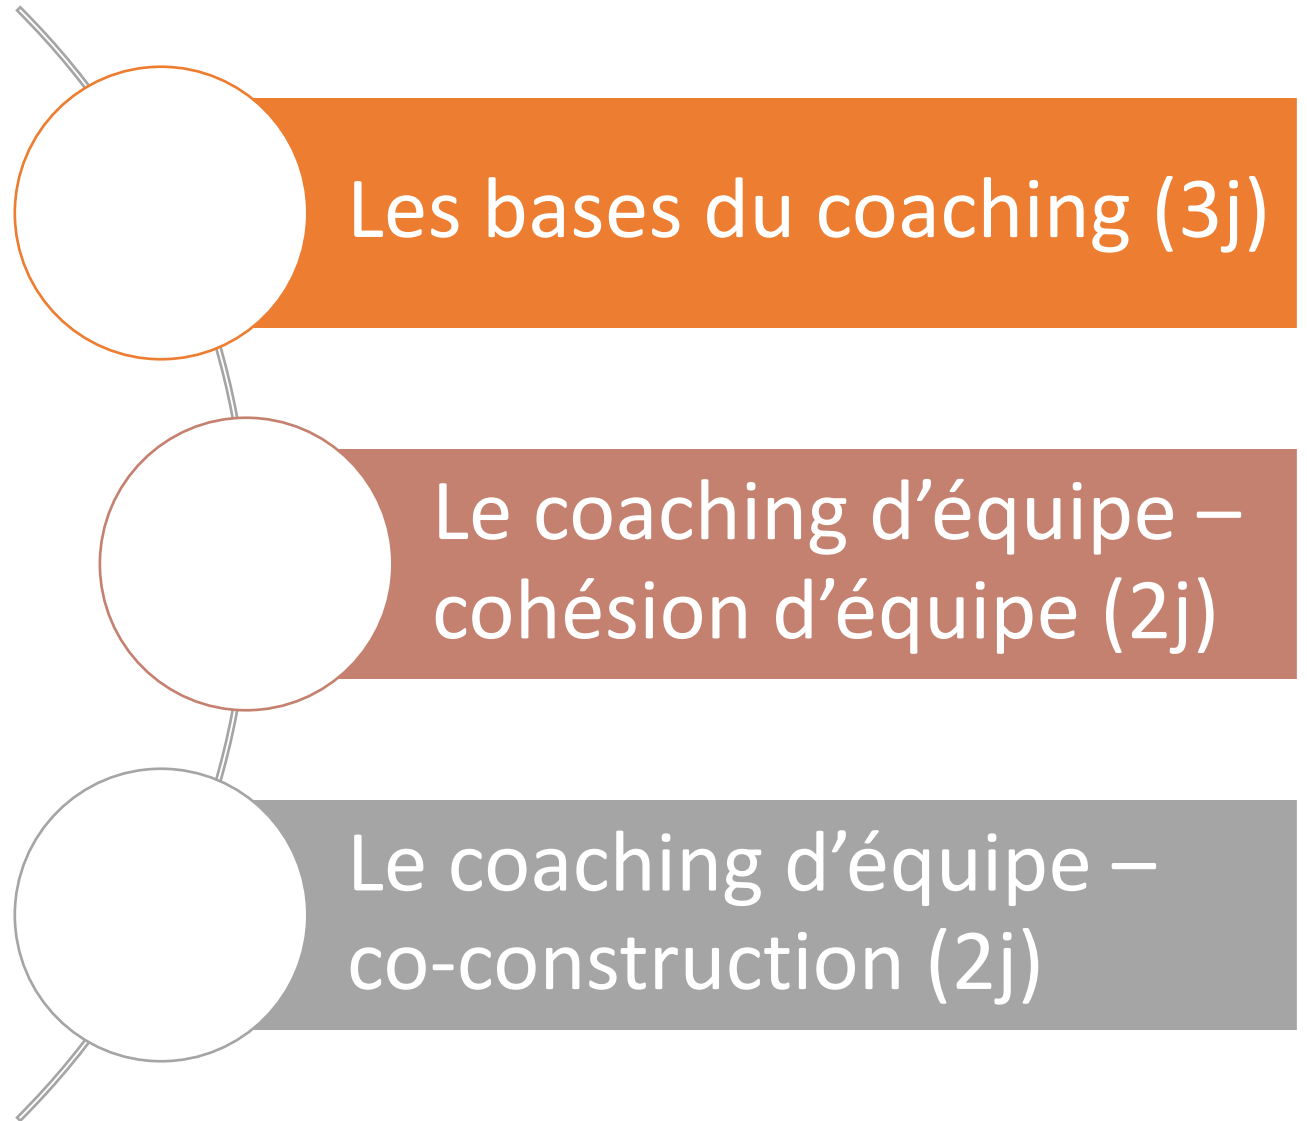 Les bases du coaching (3j)
Le coaching d’équipe –
cohésion d’équipe (2j)
Le coaching d’équipe –
co-construction (2j)